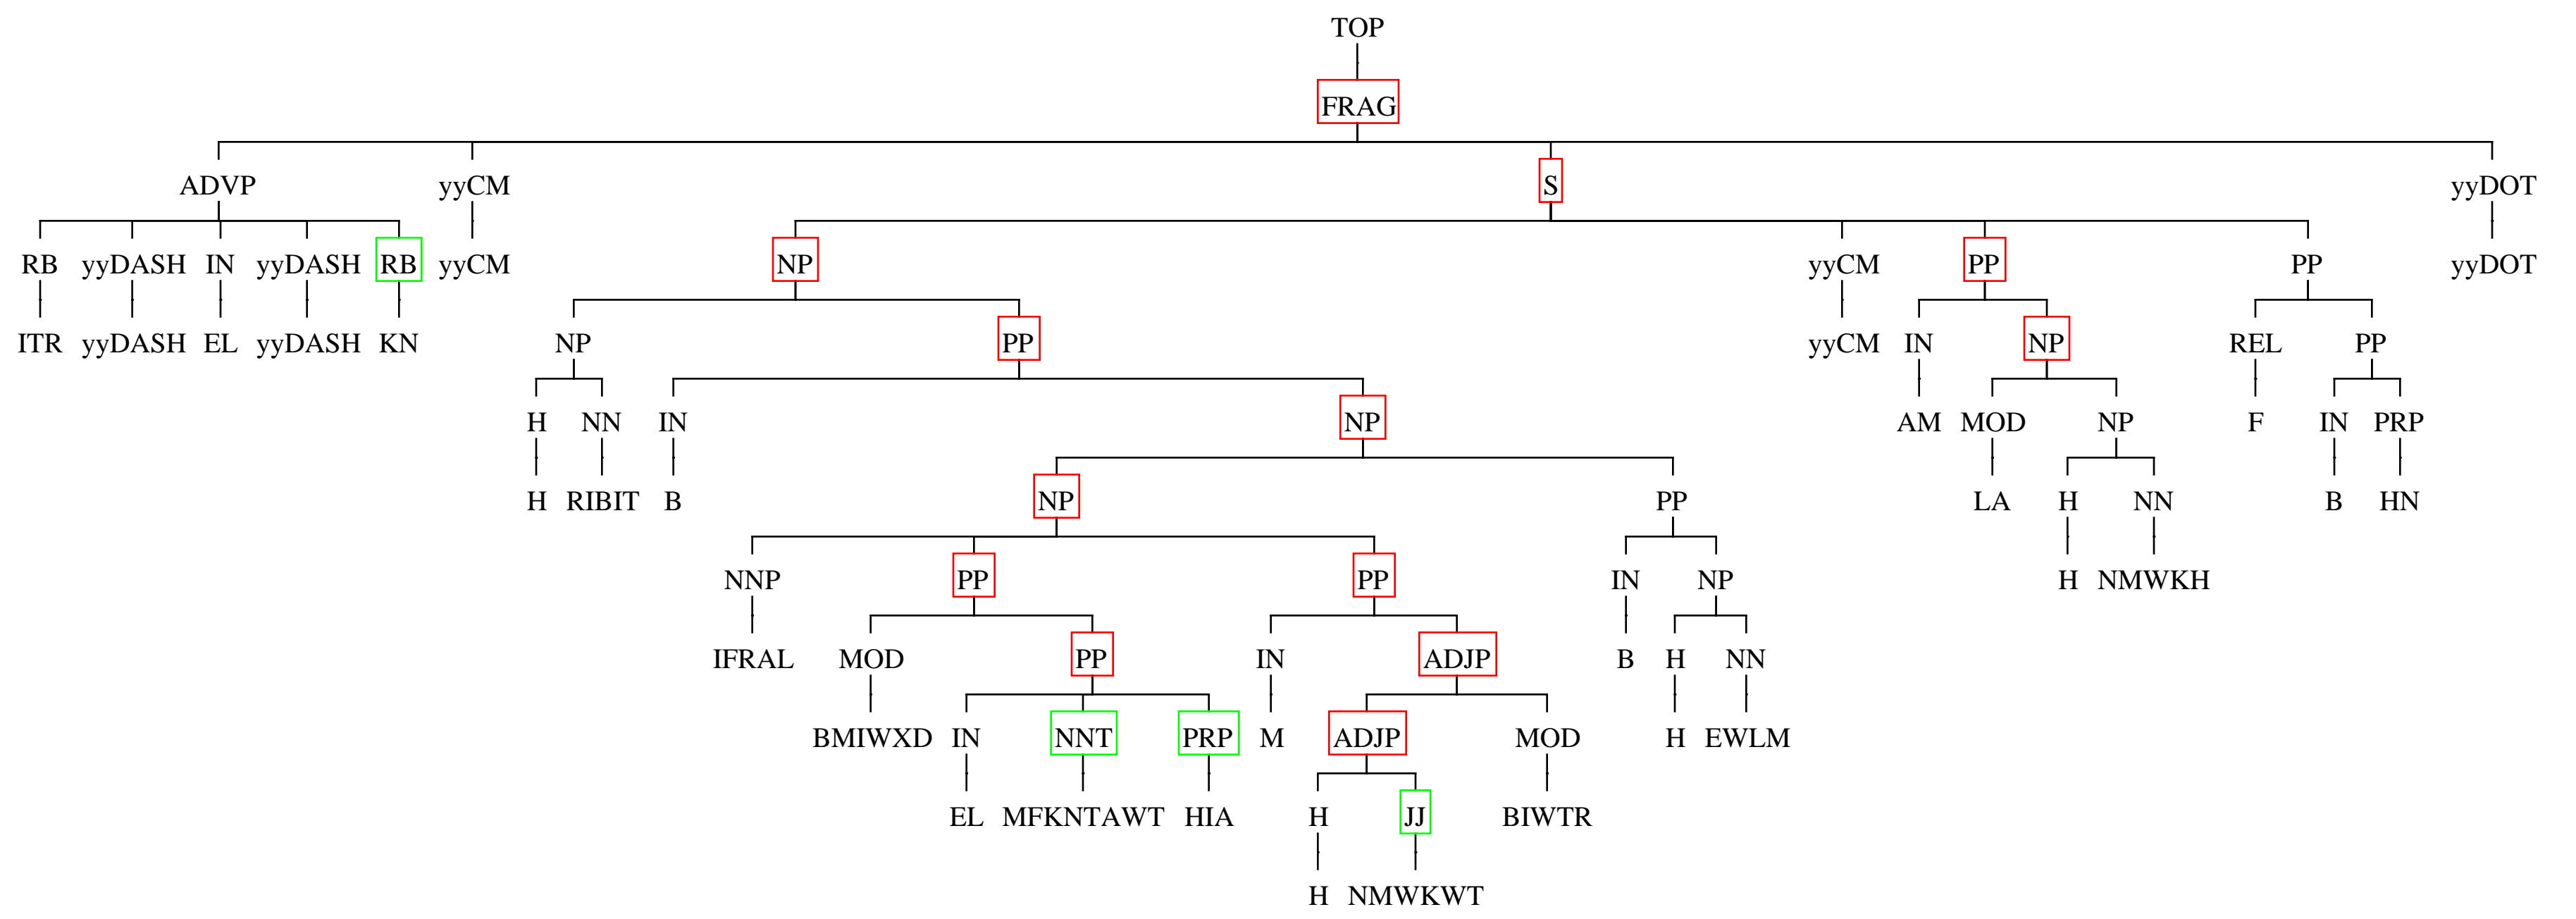 TOP
FRAG
ADVP yyCM S yyDOT
RB yyDASH IN yyDASH RB yyCM NP yyCM PP PP yyDOT
ITR yyDASH EL yyDASH KN NP PP yyCM IN NP REL PP
H NN IN NP AM MOD NP F IN PRP
H RIBIT B NP PP LA H NN B HN
NNP PP PP IN NP H NMWKH
IFRAL MOD PP IN ADJP B H NN
BMIWXD IN NNT PRP M ADJP MOD H EWLM
EL MFKNTAWT HIA H JJ BIWTR
H NMWKWT